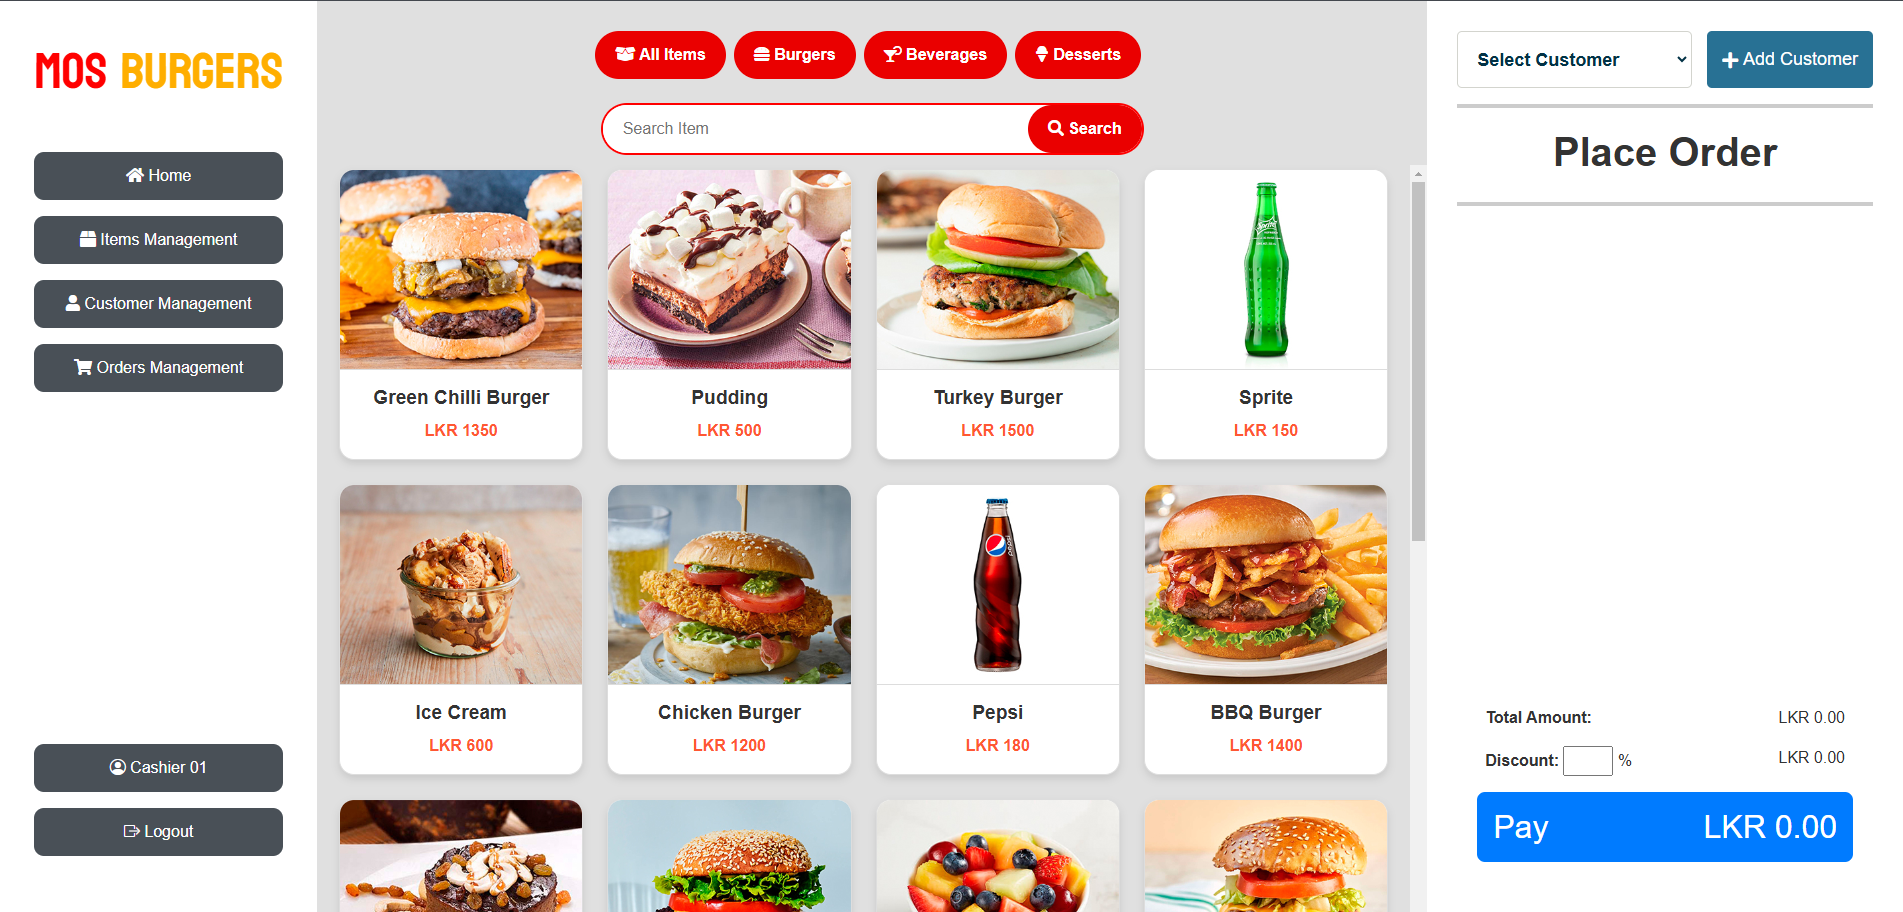 MOS BURGERS
Home
Items Management
Customer Management
Orders Management
Cashier 01
Logout
All Items
Burgers
Beverages
Desserts
Search Item
Search
Green Chilli Burger
LKR 1350
Pudding
LKR 500
Turkey Burger
LKR 1500
Sprite
Sprite
LKR 150
Ice Cream
LKR 600
Chicken Burger
LKR 1200
pepsi
Pepsi
LKR 180
BBQ Burger
LKR 1400
Select Customer
Add Customer
Place Order
Total Amount: LKR 0.00
Discount: % LKR 0.00
Pay LKR 0.00